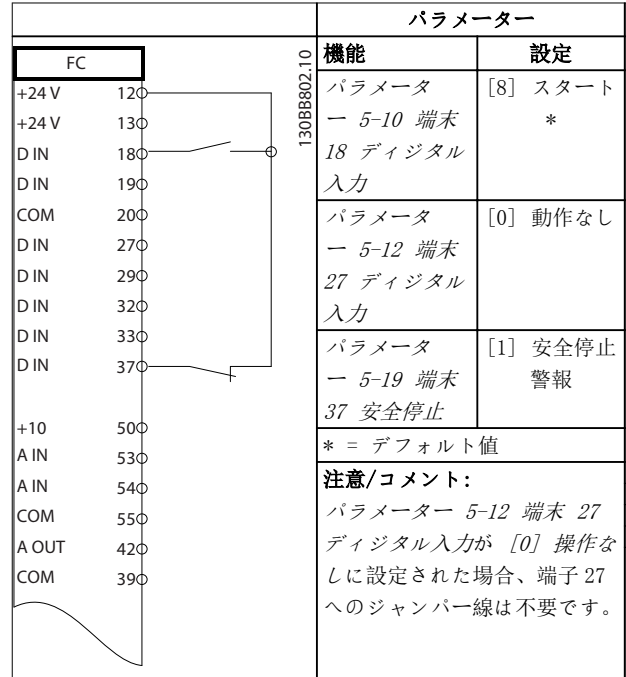 FC
+24 V 12
+24 V 13
D IN 18
D IN 19
COM 20
D IN 27
D IN 29
D IN 32
D IN 33
D IN 37
+10 50
A IN 53
A IN 54
COM 55
A OUT 42
COM 39
130BB802.10
パラメーター
機能 設定
パラメータ
ー 5-10 端末
18 ディジタル
入力
[8] スタート
*
パラメータ
ー 5-12 端末
27 ディジタル
入力
[0] 動作なし
パラメータ
ー 5-19 端末
37 安全停止
[1] 安全停止
警報
* = デフォルト値
注意/コメント:
パラメーター 5-12 端末 27
ディジタル入力が [0] 操作な
しに設定された場合、端子 27
へのジャンパー線は不要です。